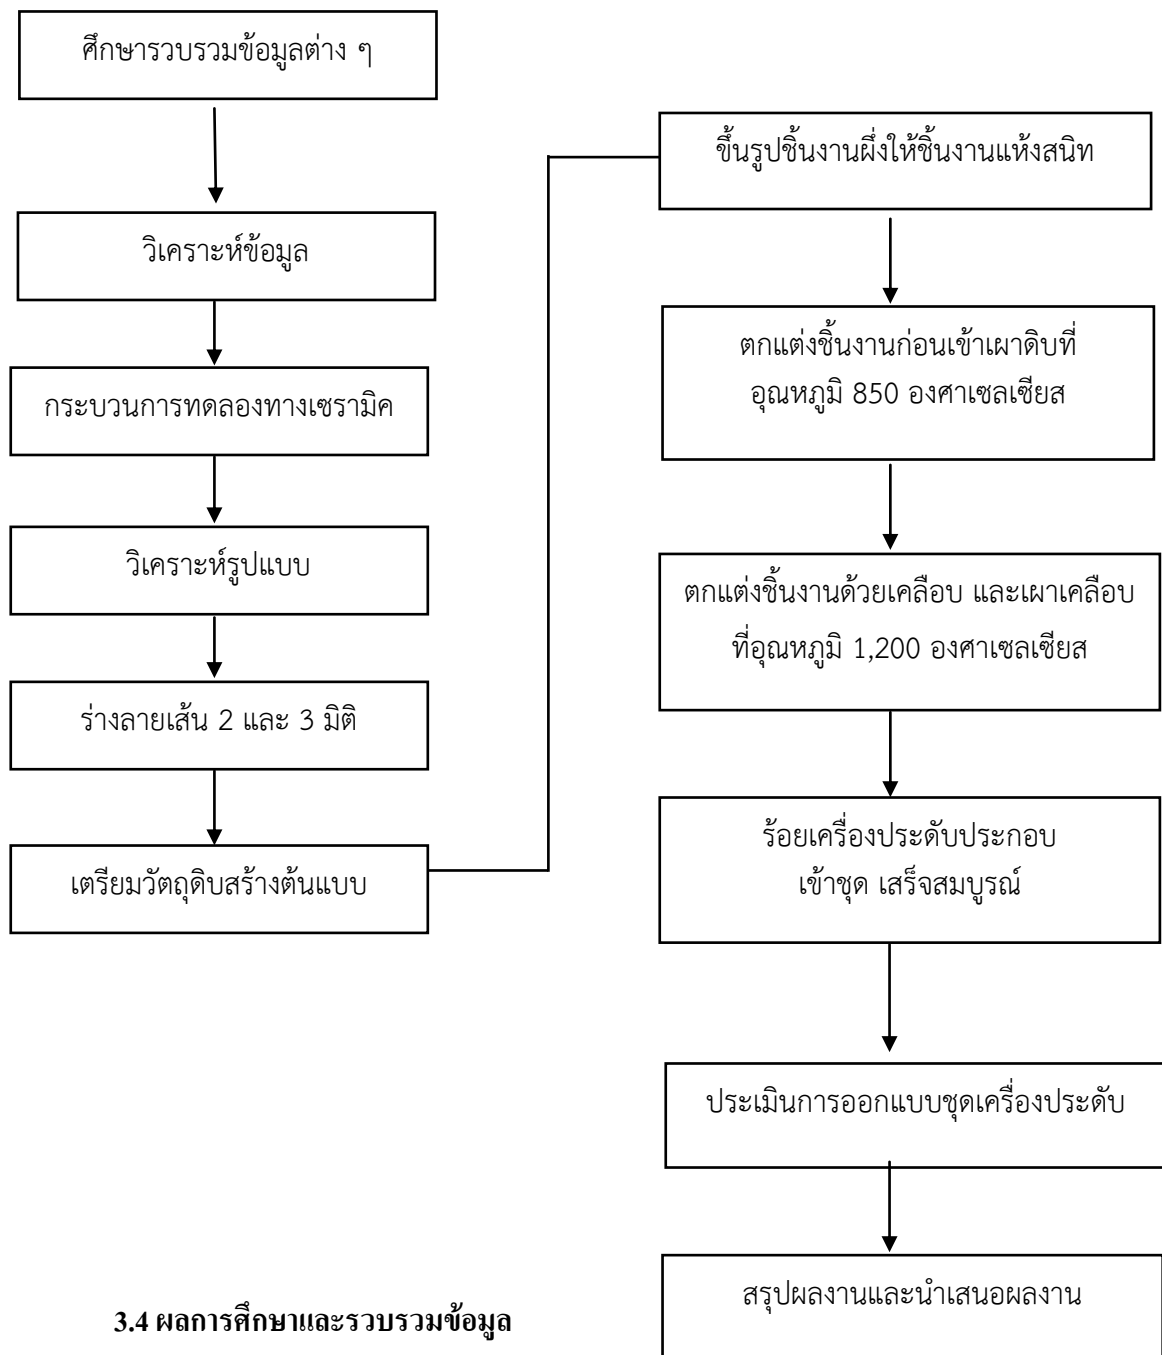 ศึกษารวบรวมข้อมูลต่าง ๆ
วิเคราะห์ข้อมูล
กระบวนการทดลองทางเซรามิค
วิเคราะห์รูปแบบ
ร่างลายเส้น 2 และ 3 มิติ
เตรียมวัตถุดิบสร้างต้นแบบ
ขึ้นรูปชิ้นงานผึ่งให้ชิ้นงานแห้งสนิท
ตกแต่งชิ้นงานก่อนเข้าเผาดิบที่
อุณหภูมิ 850 องศาเซลเซียส
ตกแต่งชิ้นงานด้วยเคลือบ และเผาเคลือบ
ที่อุณหภูมิ 1,200 องศาเซลเซียส
ร้อยเครื่องประดับประกอบ
เข้าชุด เสร็จสมบูรณ์
ประเมินการออกแบบชุดเครื่องประดับ
สรุปผลงานและนำเสนอผลงาน
3.4 ผลการศึกษาและรวบรวมข้อมูล